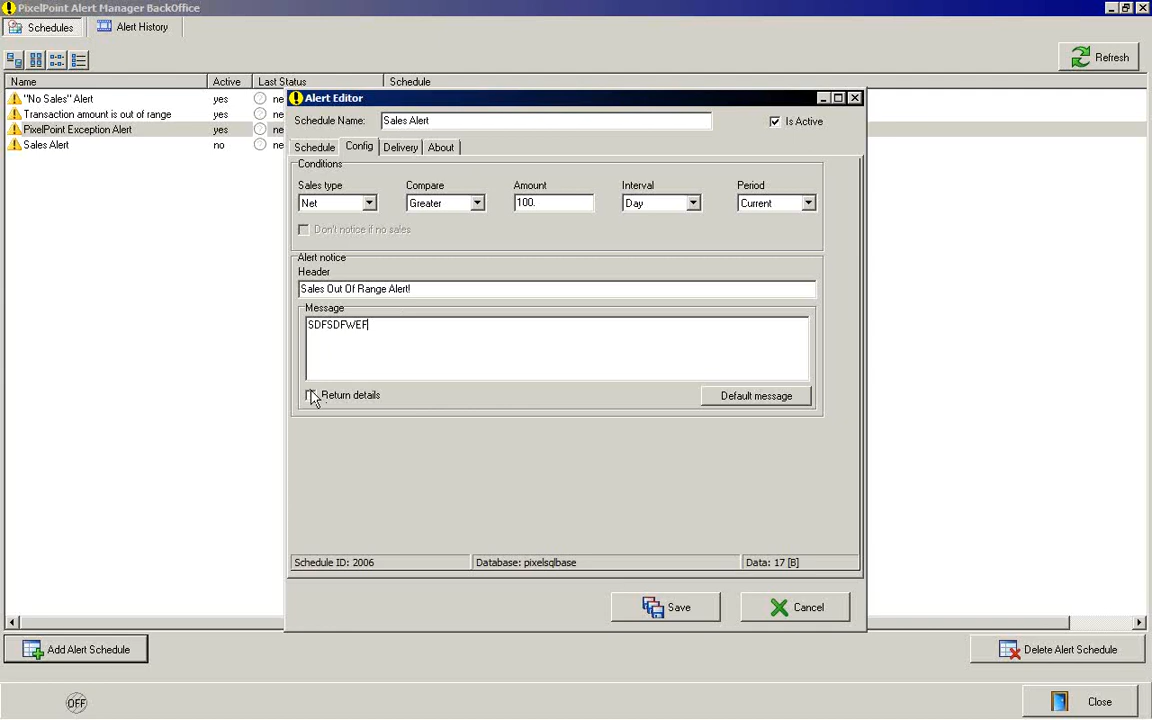 PixelPoint Alert Manager BackOffice
Schedules Alert History
Refresh
Name Active Last Status Schedule
"No Sales" Alert yes ne
Transaction amount is out of range yes ne
PixelPoint Exception Alert yes ne
Sales Alert no ne
Alert Editor
Schedule Name: Sales Alert Is Active
Schedule Config Delivery About
Conditions
Sales type Compare Amount Interval Period
Net Greater 100. Day Current
Don't notice if no sales
Alert notice
Header
Sales Out Of Range Alert!
Message
SDFSDFWEF
Return details Default message
Schedule ID: 2006 Database: pixelsqlbase Data: 17 [B]
Save Cancel
Add Alert Schedule Delete Alert Schedule
OFF Close